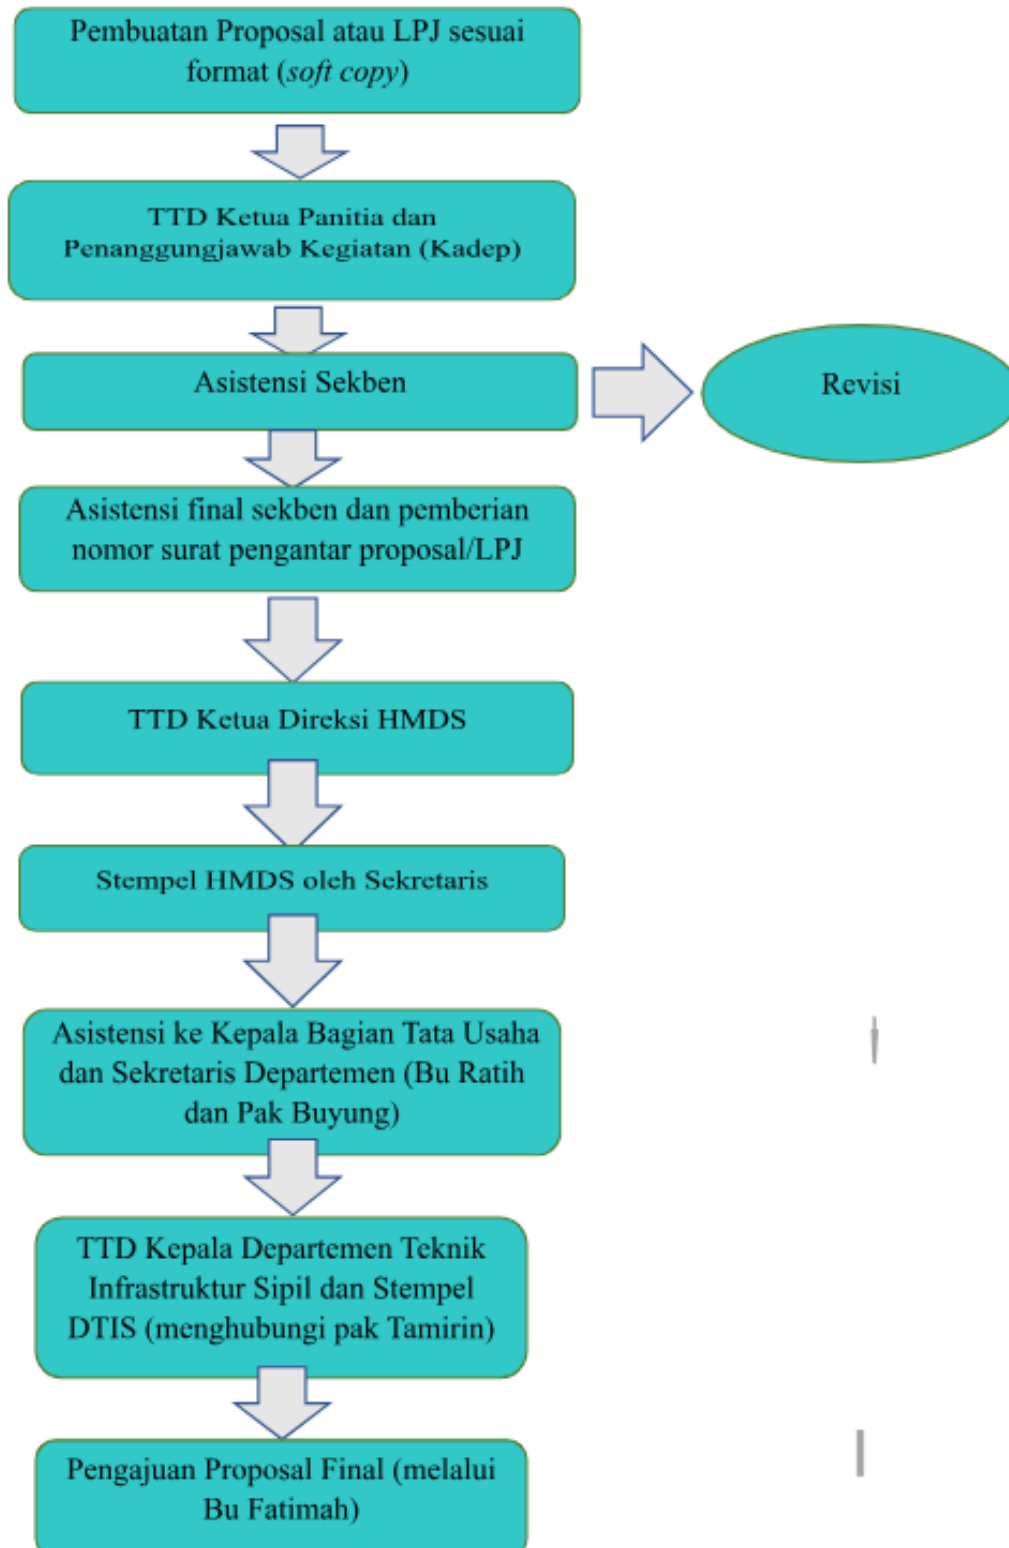 Pembuatan Proposal atau LPJ sesuai
format (soft copy)
TTD Ketua Panitia dan
Penanggungjawab Kegiatan (Kadep)
Asistensi Sekben
Revisi
Asistensi final sekben dan pemberian
nomor surat pengantar proposal/LPJ
TTD Ketua Direksi HMDS
Stempel HMDS oleh Sekretaris
Asistensi ke Kepala Bagian Tata Usaha
dan Sekretaris Departemen (Bu Ratih
dan Pak Buyung)
TTD Kepala Departemen Teknik
Infrastruktur Sipil dan Stempel
DTIS (menghubungi pak Tamirin)
Pengajuan Proposal Final (melalui
Bu Fatimah)